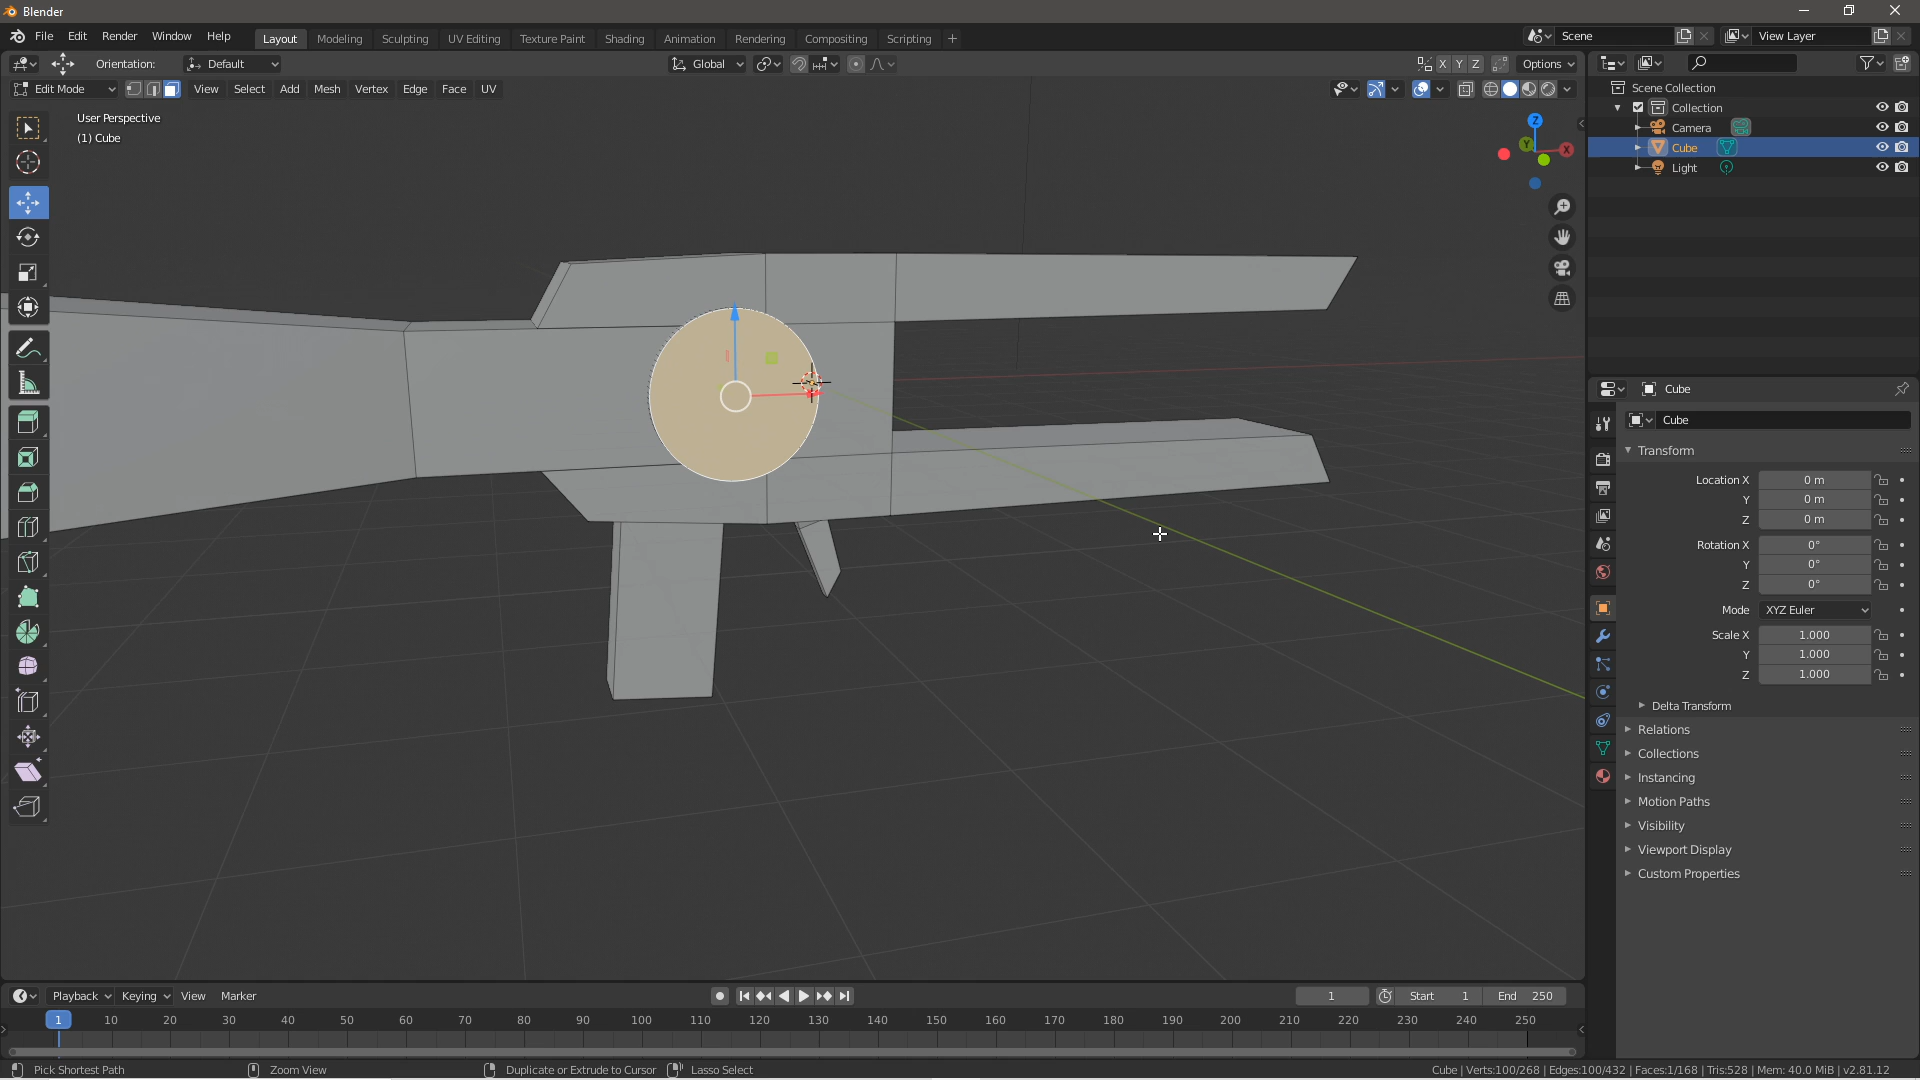 Blender
File Edit Render Window Help
Layout Modeling Sculpting UV Editing Texture Paint Shading Animation Rendering Compositing Scripting +
Scene
View Layer
Orientation: Default
Global
X Y Z
Options
Edit Mode
View Select Add Mesh Vertex Edge Face UV
User Perspective
(1) Cube
Z
Y
X
Scene Collection
Collection
Camera
Cube
Light
Cube
Cube
Transform
Location X 0 m
Y 0 m
Z 0 m
Rotation X 0°
Y 0°
Z 0°
Mode XYZ Euler
Scale X 1.000
Y 1.000
Z 1.000
Delta Transform
Relations
Collections
Instancing
Motion Paths
Visibility
Viewport Display
Custom Properties
Playback Keying View Marker
1
Start 1
End 250
1 10 20 30 40 50 60 70 80 90 100 110 120 130 140 150 160 170 180 190 200 210 220 230 240 250
Pick Shortest Path
Zoom View
Duplicate or Extrude to Cursor
Lasso Select
Cube | Verts:100/268 | Edges:100/432 | Faces:1/168 | Tris:528 | Mem: 40.0 MiB | v2.81.12